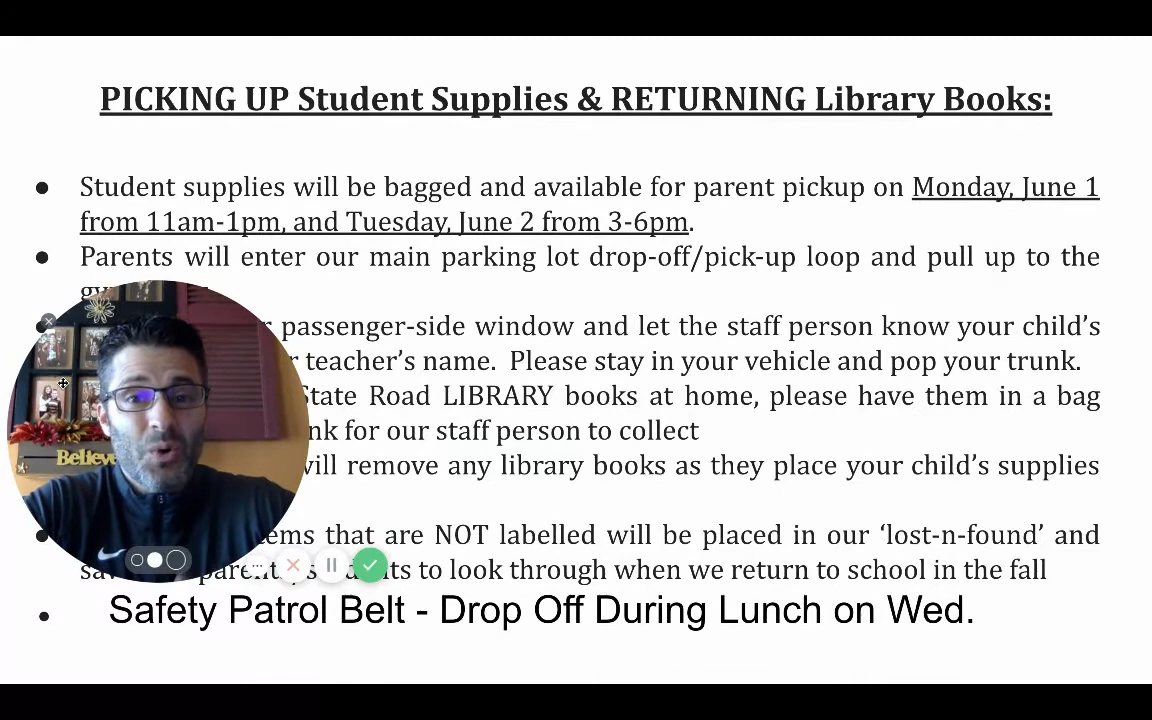 PICKING UP Student Supplies & RETURNING Library Books:
● Student supplies will be bagged and available for parent pickup on Monday, June 1
from 11am-1pm, and Tuesday, June 2 from 3-6pm.
● Parents will enter our main parking lot drop-off/pick-up loop and pull up to the
passenger-side window and let the staff person know your child's
teacher's name. Please stay in your vehicle and pop your trunk.
State Road LIBRARY books at home, please have them in a bag
for our staff person to collect
will remove any library books as they place your child's supplies
Believe
that are NOT labelled will be placed in our 'lost-n-found' and
to look through when we return to school in the fall
● Safety Patrol Belt - Drop Off During Lunch on Wed.